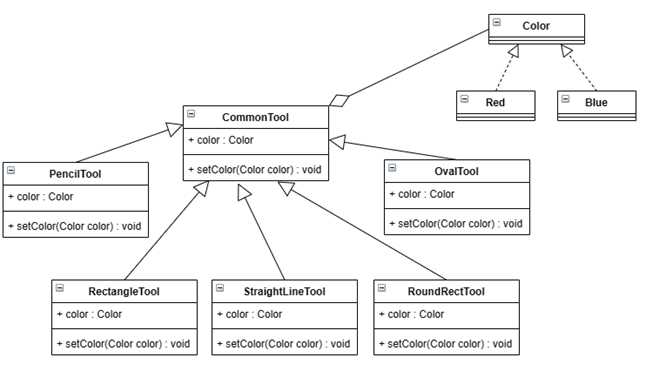 Color
Red
Blue
CommonTool
+ color : Color
+ setColor(Color color) : void
PencilTool
+ color : Color
+ setColor(Color color) : void
OvalTool
+ color : Color
+ setColor(Color color) : void
RectangleTool
+ color : Color
+ setColor(Color color) : void
StraightLineTool
+ color : Color
+ setColor(Color color) : void
RoundRectTool
+ color : Color
+ setColor(Color color) : void